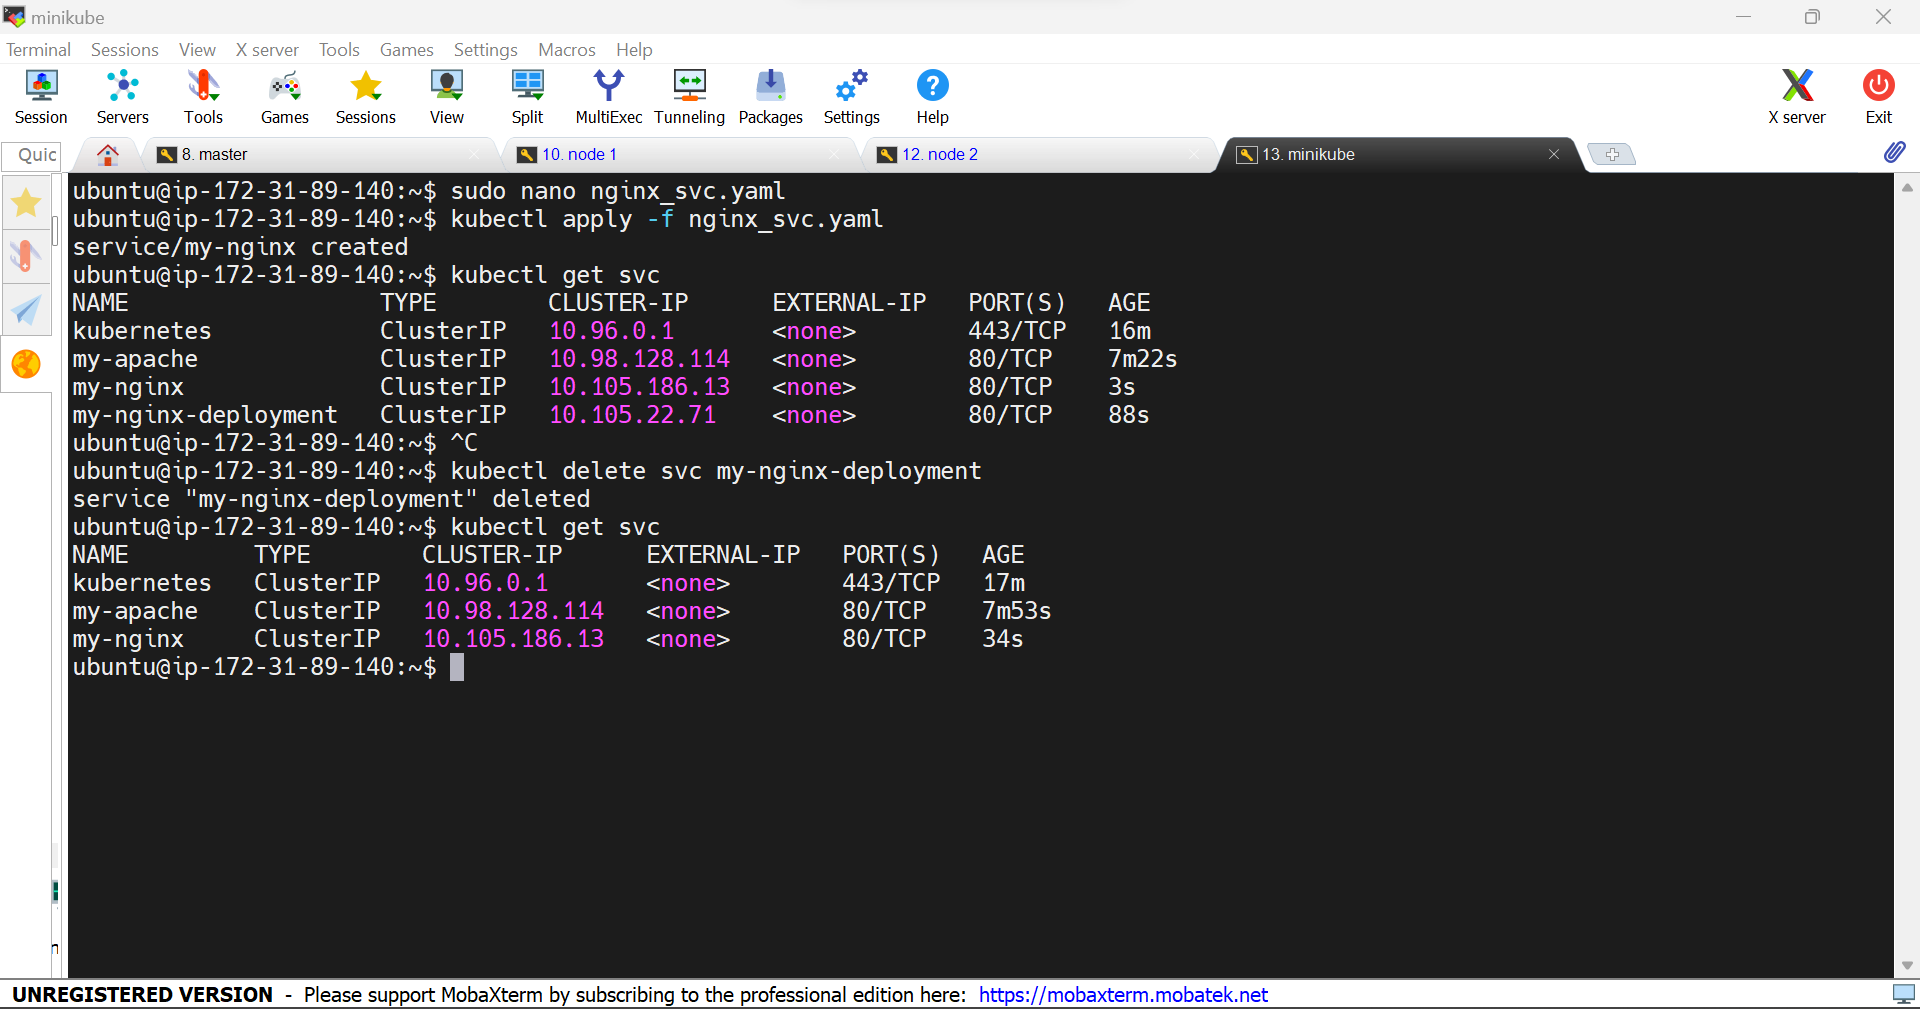 minikube
Terminal Sessions View X server Tools Games Settings Macros Help
Session Servers Tools Games Sessions View Split MultiExec Tunneling Packages Settings Help X server Exit
Quic 8. master 10. node 1 12. node 2 13. minikube
ubuntu@ip-172-31-89-140:~$ sudo nano nginx_svc.yaml
ubuntu@ip-172-31-89-140:~$ kubectl apply -f nginx_svc.yaml
service/my-nginx created
ubuntu@ip-172-31-89-140:~$ kubectl get svc
NAME TYPE CLUSTER-IP EXTERNAL-IP PORT(S) AGE
kubernetes ClusterIP 10.96.0.1 <none> 443/TCP 16m
my-apache ClusterIP 10.98.128.114 <none> 80/TCP 7m22s
my-nginx ClusterIP 10.105.186.13 <none> 80/TCP 3s
my-nginx-deployment ClusterIP 10.105.22.71 <none> 80/TCP 88s
ubuntu@ip-172-31-89-140:~$ ^C
ubuntu@ip-172-31-89-140:~$ kubectl delete svc my-nginx-deployment
service "my-nginx-deployment" deleted
ubuntu@ip-172-31-89-140:~$ kubectl get svc
NAME TYPE CLUSTER-IP EXTERNAL-IP PORT(S) AGE
kubernetes ClusterIP 10.96.0.1 <none> 443/TCP 17m
my-apache ClusterIP 10.98.128.114 <none> 80/TCP 7m53s
my-nginx ClusterIP 10.105.186.13 <none> 80/TCP 34s
ubuntu@ip-172-31-89-140:~$
UNREGISTERED VERSION - Please support MobaXterm by subscribing to the professional edition here: https://mobaxterm.mobatek.net